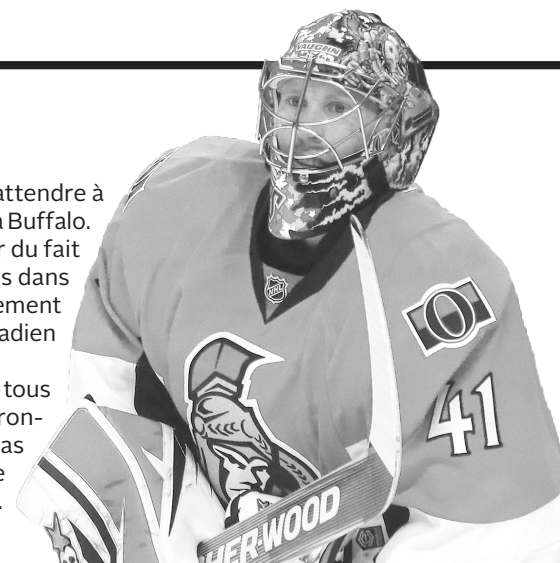 attendre à
à Buffalo.
r du fait
s dans
ement
adien
tous
ron-
as
e
.
VAUGHN
NHL
O
41
HER-WOOD